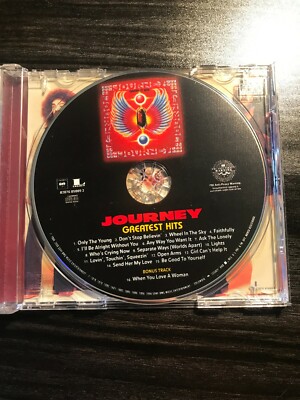 JOURNEY
GREATEST HITS
1. Only The Young 2. Don't Stop Believin' 3. Wheel In The Sky 4. Faithfully
5. I'll Be Alright Without You 6. Any Way You Want It 7. Ask The Lonely
8. Who's Crying Now 9. Separate Ways (Worlds Apart) 10. Lights
11. Lovin', Touchin', Squeezin' 12. Open Arms 13. Girl Can't Help It
14. Send Her My Love 15. Be Good To Yourself
BONUS TRACK
16. When You Love A Woman